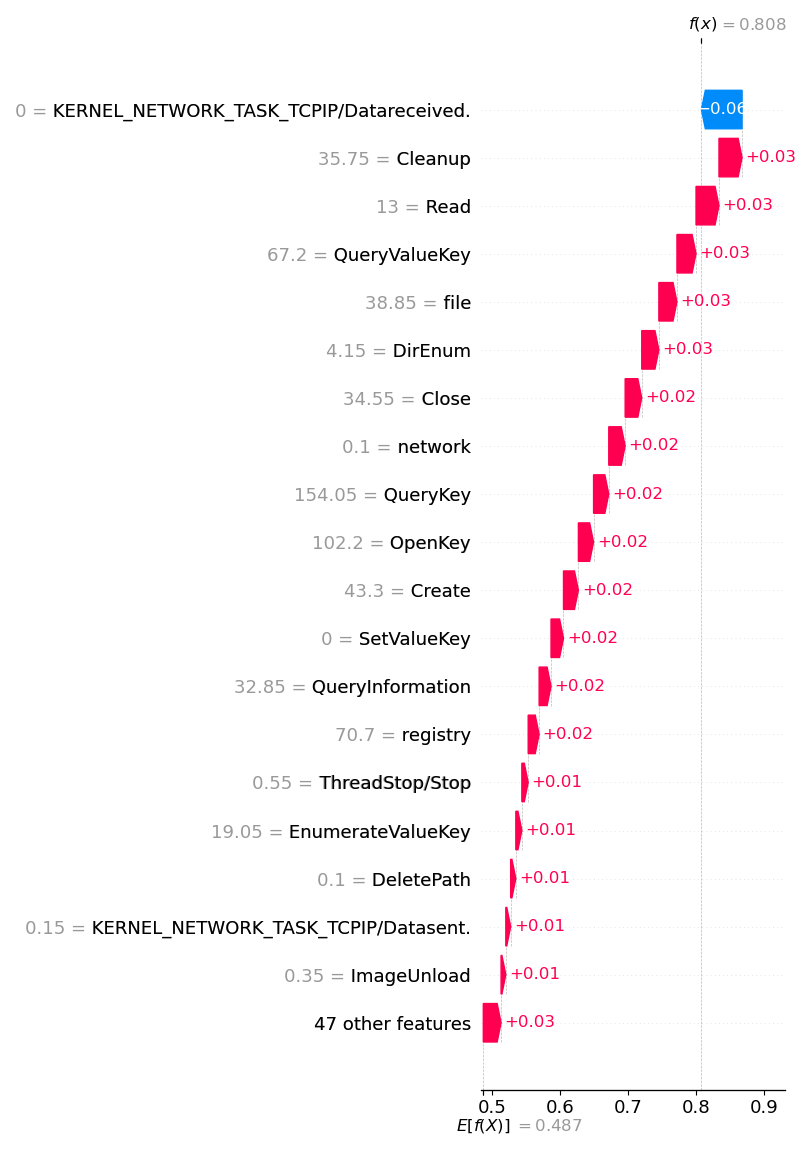 f(x) = 0.808
0 = KERNEL_NETWORK_TASK_TCPIP/Datareceived. −0.06
35.75 = Cleanup +0.03
13 = Read +0.03
67.2 = QueryValueKey +0.03
38.85 = file +0.03
4.15 = DirEnum +0.03
34.55 = Close +0.02
0.1 = network +0.02
154.05 = QueryKey +0.02
102.2 = OpenKey +0.02
43.3 = Create +0.02
0 = SetValueKey +0.02
32.85 = QueryInformation +0.02
70.7 = registry +0.02
0.55 = ThreadStop/Stop +0.01
19.05 = EnumerateValueKey +0.01
0.1 = DeletePath +0.01
0.15 = KERNEL_NETWORK_TASK_TCPIP/Datasent. +0.01
0.35 = ImageUnload +0.01
47 other features +0.03
0.5 0.6 0.7 0.8 0.9
E[f(X)] = 0.487